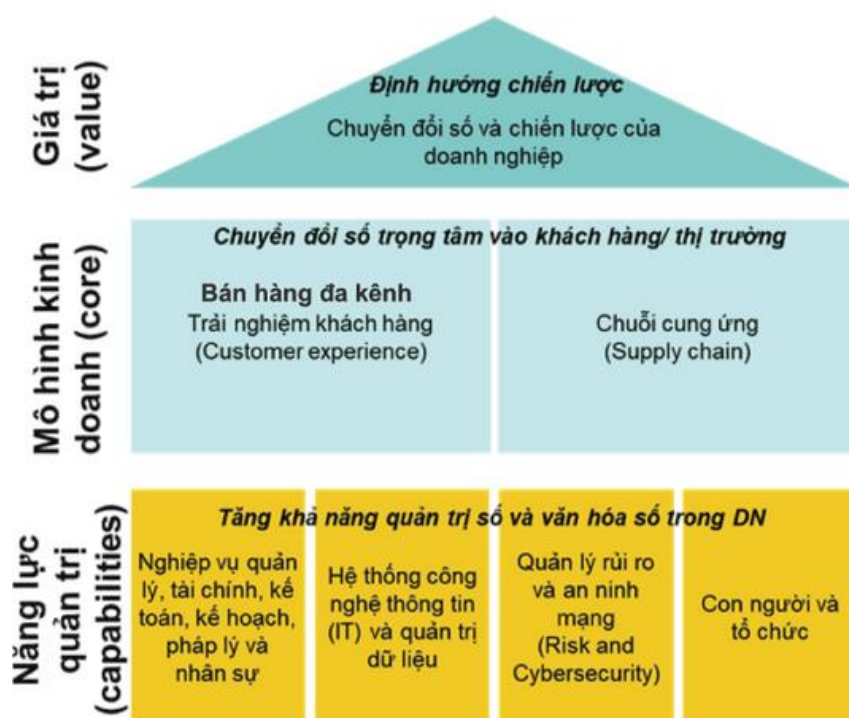 Giá trị
(value)
Định hướng chiến lược
Chuyển đổi số và chiến lược của
doanh nghiệp
Mô hình kinh
doanh (core)
Chuyển đổi số trọng tâm vào khách hàng/ thị trường
Bán hàng đa kênh
Trải nghiệm khách hàng
(Customer experience)
Chuỗi cung ứng
(Supply chain)
Năng lực
quản trị
(capabilities)
Tăng khả năng quản trị số và văn hóa số trong DN
Nghiệp vụ quản
lý, tài chính, kế
toán, kế hoạch,
pháp lý và
nhân sự
Hệ thống công
nghệ thông tin
(IT) và quản trị
dữ liệu
Quản lý rủi ro
và an ninh
mạng
(Risk and
Cybersecurity)
Con người và
tổ chức